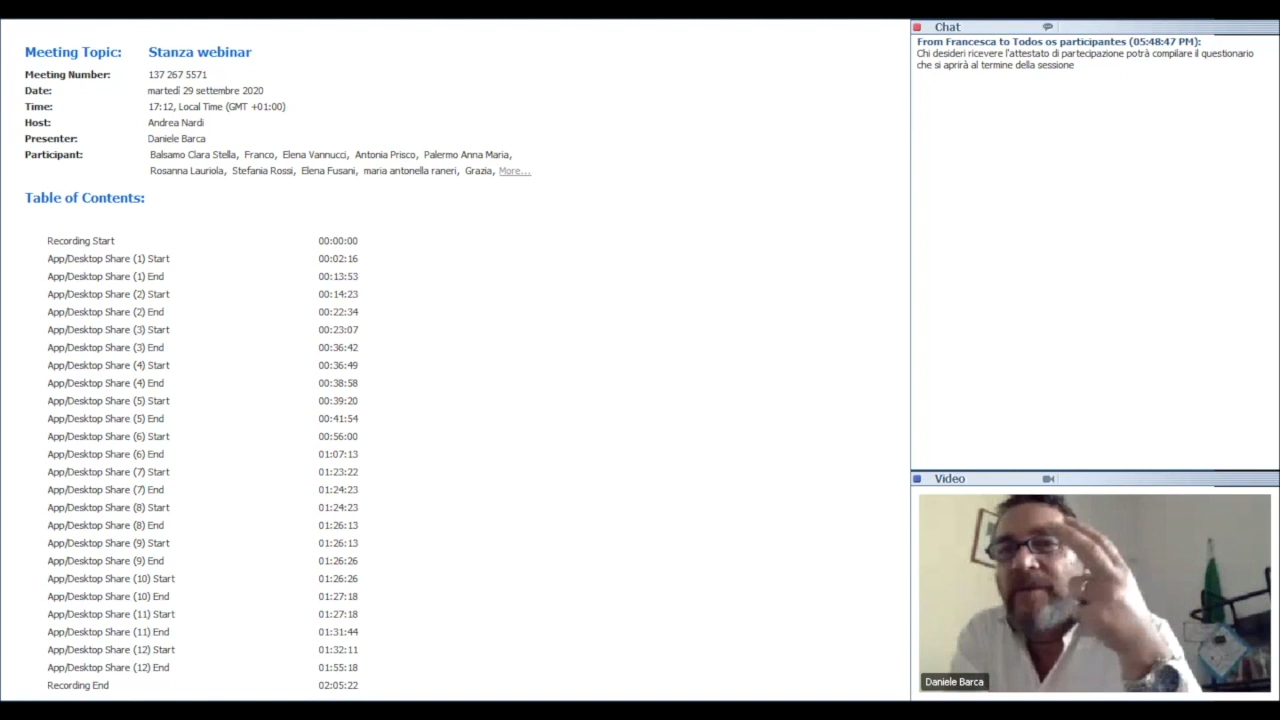 Meeting Topic: Stanza webinar
Meeting Number: 137 267 5571
Date: martedì 29 settembre 2020
Time: 17:12, Local Time (GMT +01:00)
Host: Andrea Nardi
Presenter: Daniele Barca
Participant: Balsamo Clara Stella, Franco, Elena Vannucci, Antonia Prisco, Palermo Anna Maria,
Rosanna Lauriola, Stefania Rossi, Elena Fusani, maria antonella raneri, Grazia, More...
Table of Contents:
Recording Start 00:00:00
App/Desktop Share (1) Start 00:02:16
App/Desktop Share (1) End 00:13:53
App/Desktop Share (2) Start 00:14:23
App/Desktop Share (2) End 00:22:34
App/Desktop Share (3) Start 00:23:07
App/Desktop Share (3) End 00:36:42
App/Desktop Share (4) Start 00:36:49
App/Desktop Share (4) End 00:38:58
App/Desktop Share (5) Start 00:39:20
App/Desktop Share (5) End 00:41:54
App/Desktop Share (6) Start 00:56:00
App/Desktop Share (6) End 01:07:13
App/Desktop Share (7) Start 01:23:22
App/Desktop Share (7) End 01:24:23
App/Desktop Share (8) Start 01:24:23
App/Desktop Share (8) End 01:26:13
App/Desktop Share (9) Start 01:26:13
App/Desktop Share (9) End 01:26:26
App/Desktop Share (10) Start 01:26:26
App/Desktop Share (10) End 01:27:18
App/Desktop Share (11) Start 01:27:18
App/Desktop Share (11) End 01:31:44
App/Desktop Share (12) Start 01:32:11
App/Desktop Share (12) End 01:55:18
Recording End 02:05:22
Chat
From Francesca to Todos os participantes (05:48:47 PM):
Chi desideri ricevere l'attestato di partecipazione potrà compilare il questionario
che si aprirà al termine della sessione
Video
Daniele Barca